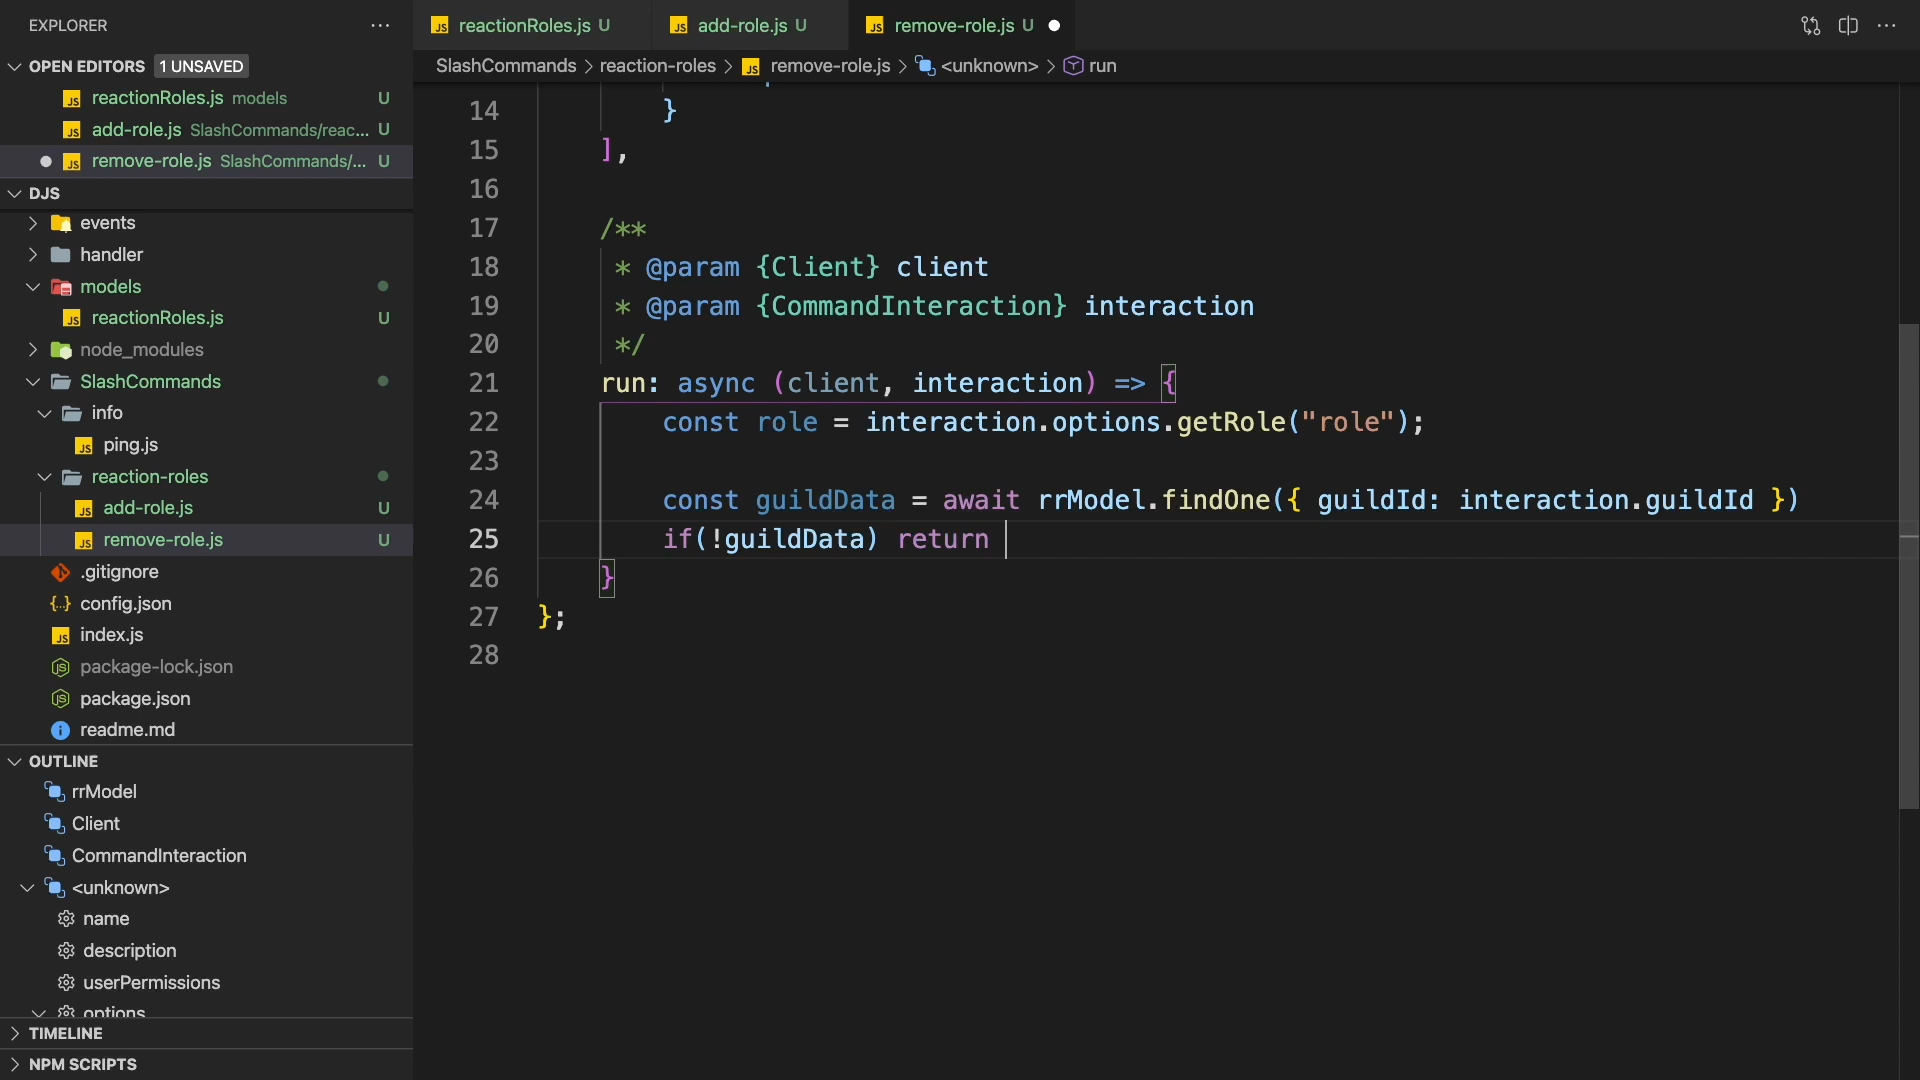 EXPLORER
OPEN EDITORS 1 UNSAVED
reactionRoles.js models U
add-role.js SlashCommands/reac... U
remove-role.js SlashCommands/... U
DJS
events
handler
models
reactionRoles.js U
node_modules
SlashCommands
info
ping.js
reaction-roles
add-role.js U
remove-role.js U
.gitignore
config.json
index.js
package-lock.json
package.json
readme.md
OUTLINE
rrModel
Client
CommandInteraction
<unknown>
name
description
userPermissions
options
TIMELINE
NPM SCRIPTS
reactionRoles.js U add-role.js U remove-role.js U
SlashCommands > reaction-roles > remove-role.js > <unknown> > run
14 }
15 ],
16
17 /**
18 * @param {Client} client
19 * @param {CommandInteraction} interaction
20 */
21 run: async (client, interaction) => {
22 const role = interaction.options.getRole("role");
23
24 const guildData = await rrModel.findOne({ guildId: interaction.guildId })
25 if(!guildData) return
26 }
27 };
28